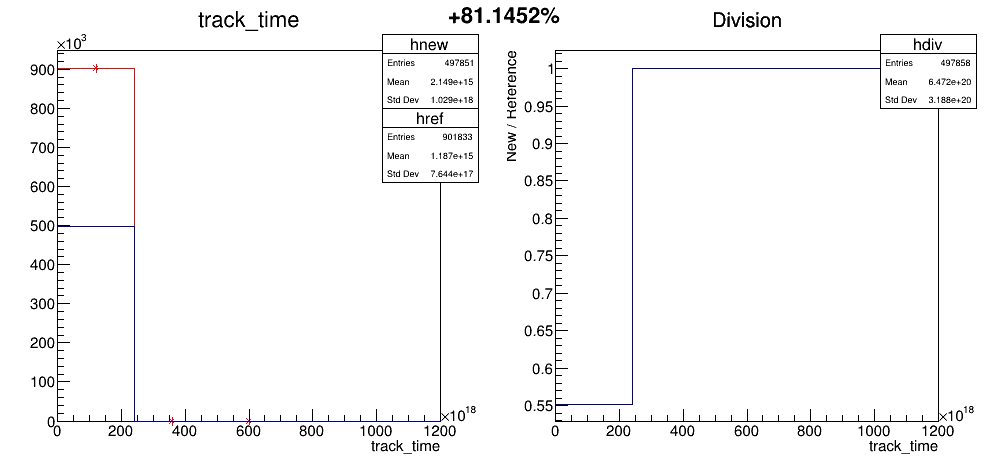 track_time
+81.1452%
Division
×10³
hnew
Entries 497851
Mean 2.149e+15
Std Dev 1.029e+18
href
Entries 901833
Mean 1.187e+15
Std Dev 7.644e+17
900
800
700
600
500
400
300
200
100
0
0 200 400 600 800 1000 1200
×10¹⁸
track_time
New / Reference
hdiv
Entries 497858
Mean 6.472e+20
Std Dev 3.188e+20
1
0.95
0.9
0.85
0.8
0.75
0.7
0.65
0.6
0.55
0 200 400 600 800 1000 1200
×10¹⁸
track_time